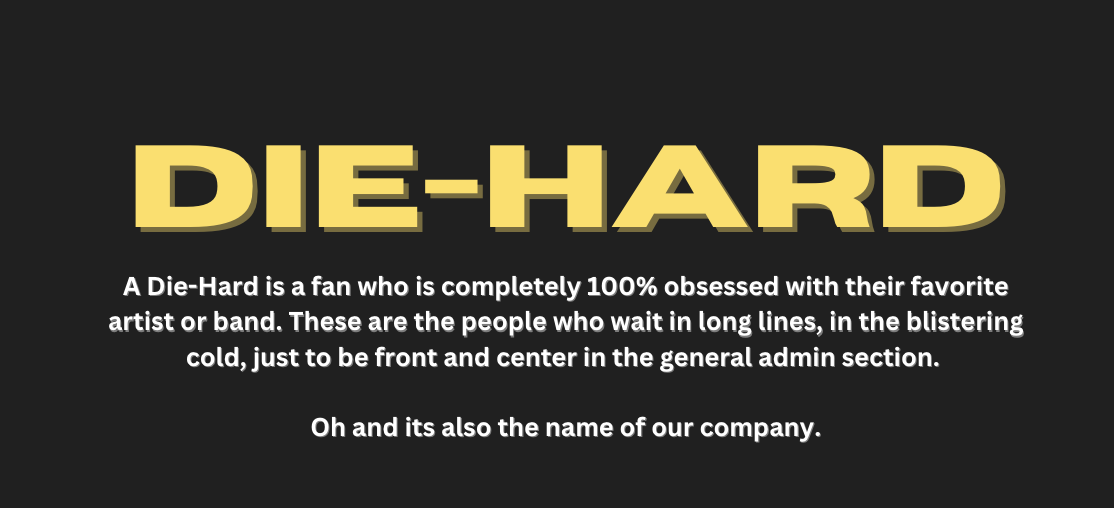 DIE-HARD
A Die-Hard is a fan who is completely 100% obsessed with their favorite
artist or band. These are the people who wait in long lines, in the blistering
cold, just to be front and center in the general admin section.
Oh and its also the name of our company.